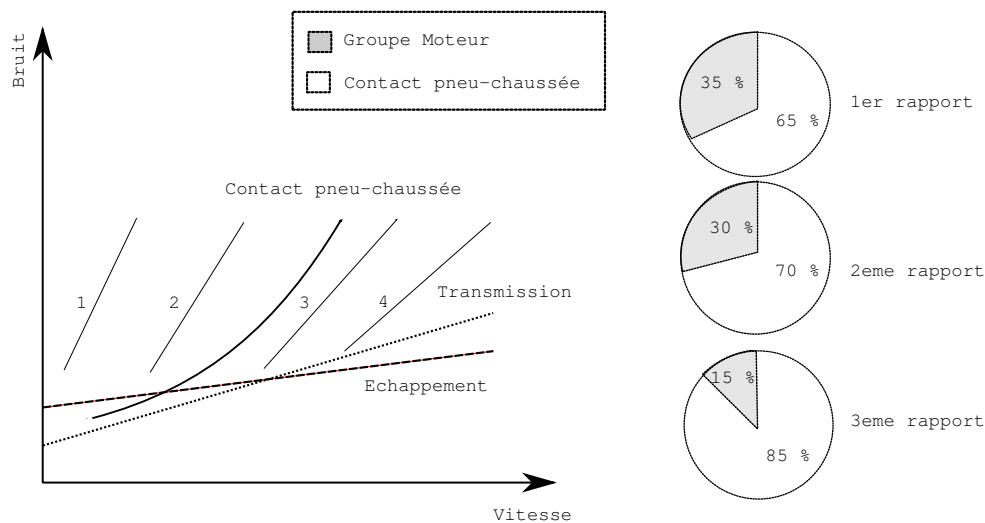 Bruit
Groupe Moteur
Contact pneu-chaussée
Contact pneu-chaussée
1
2
3
4
Transmission
Echappement
Vitesse
35 %
65 %
1er rapport
30 %
70 %
2eme rapport
15 %
85 %
3eme rapport